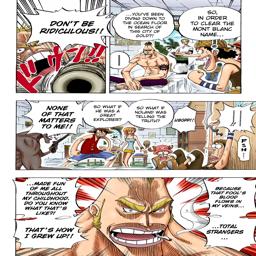 SO,
IN ORDER
TO CLEAR THE
MONT BLANC
NAME...
...YOU'VE BEEN
DIVING DOWN TO
THE OCEAN FLOOR
IN SEARCH OF
THIS CITY OF
GOLD?!
DON'T BE
RIDICULOUS!!
SO WHAT IF
NOLAND WAS
TELLING THE
TRUTH?
SO WHAT IF
HE WAS A
GREAT
EXPLORER?
NONE OF
THAT MATTERS
TO ME!!
BECAUSE
THAT FOOL'S
BLOOD
FLOWS IN
MY VEINS...
...TOTAL
STRANGERS
...
...MADE FUN
OF ME ALL
THROUGHOUT
MY CHILDHOOD.
DO YOU KNOW
WHAT THAT'S
LIKE?!
THAT'S HOW
I GREW UP!!